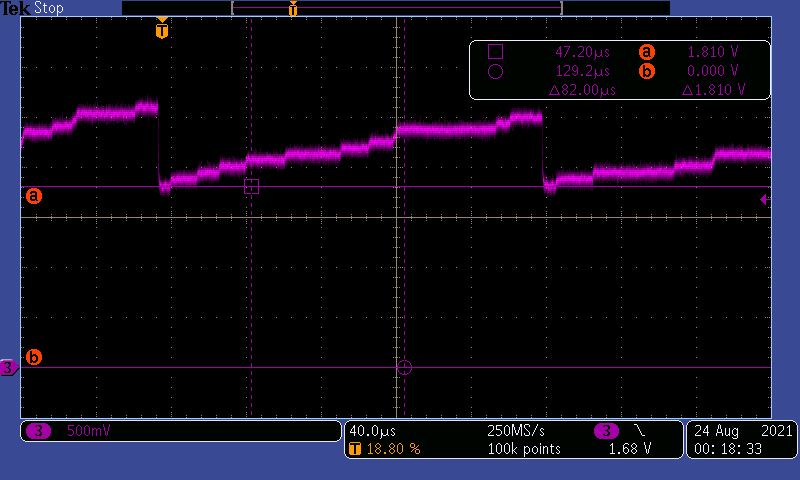 Tek Stop
T
T
47.20µs a 1.810 V
129.2µs b 0.000 V
Δ82.00µs Δ1.810 V
a
b
3
3 500mV
40.0µs 250MS/s 3 \
T 18.80 % 100k points 1.68 V
24 Aug 2021
00:18:33